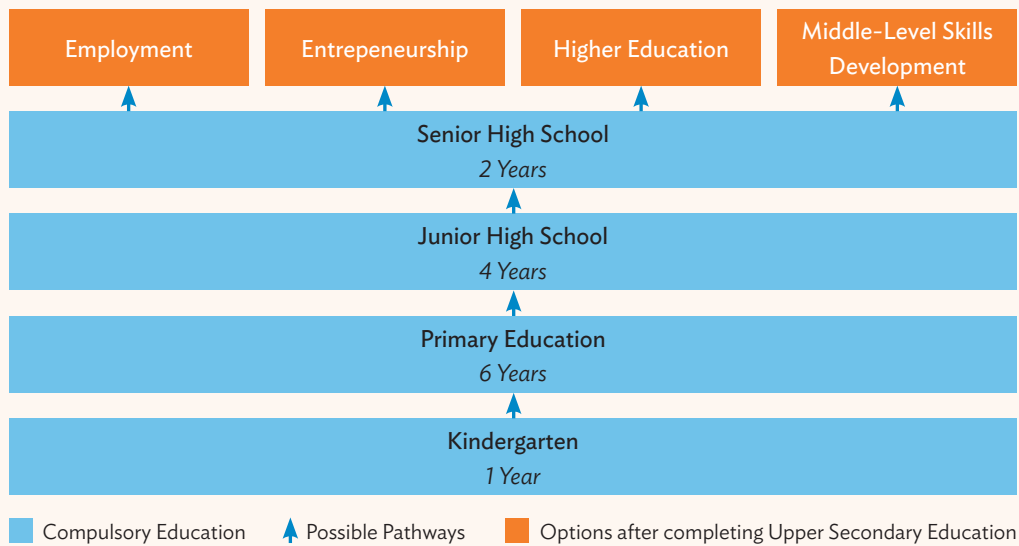 Employment
Entrepeneurship
Higher Education
Middle-Level Skills
Development
Senior High School
2 Years
Junior High School
4 Years
Primary Education
6 Years
Kindergarten
1 Year
Compulsory Education
Possible Pathways
Options after completing Upper Secondary Education